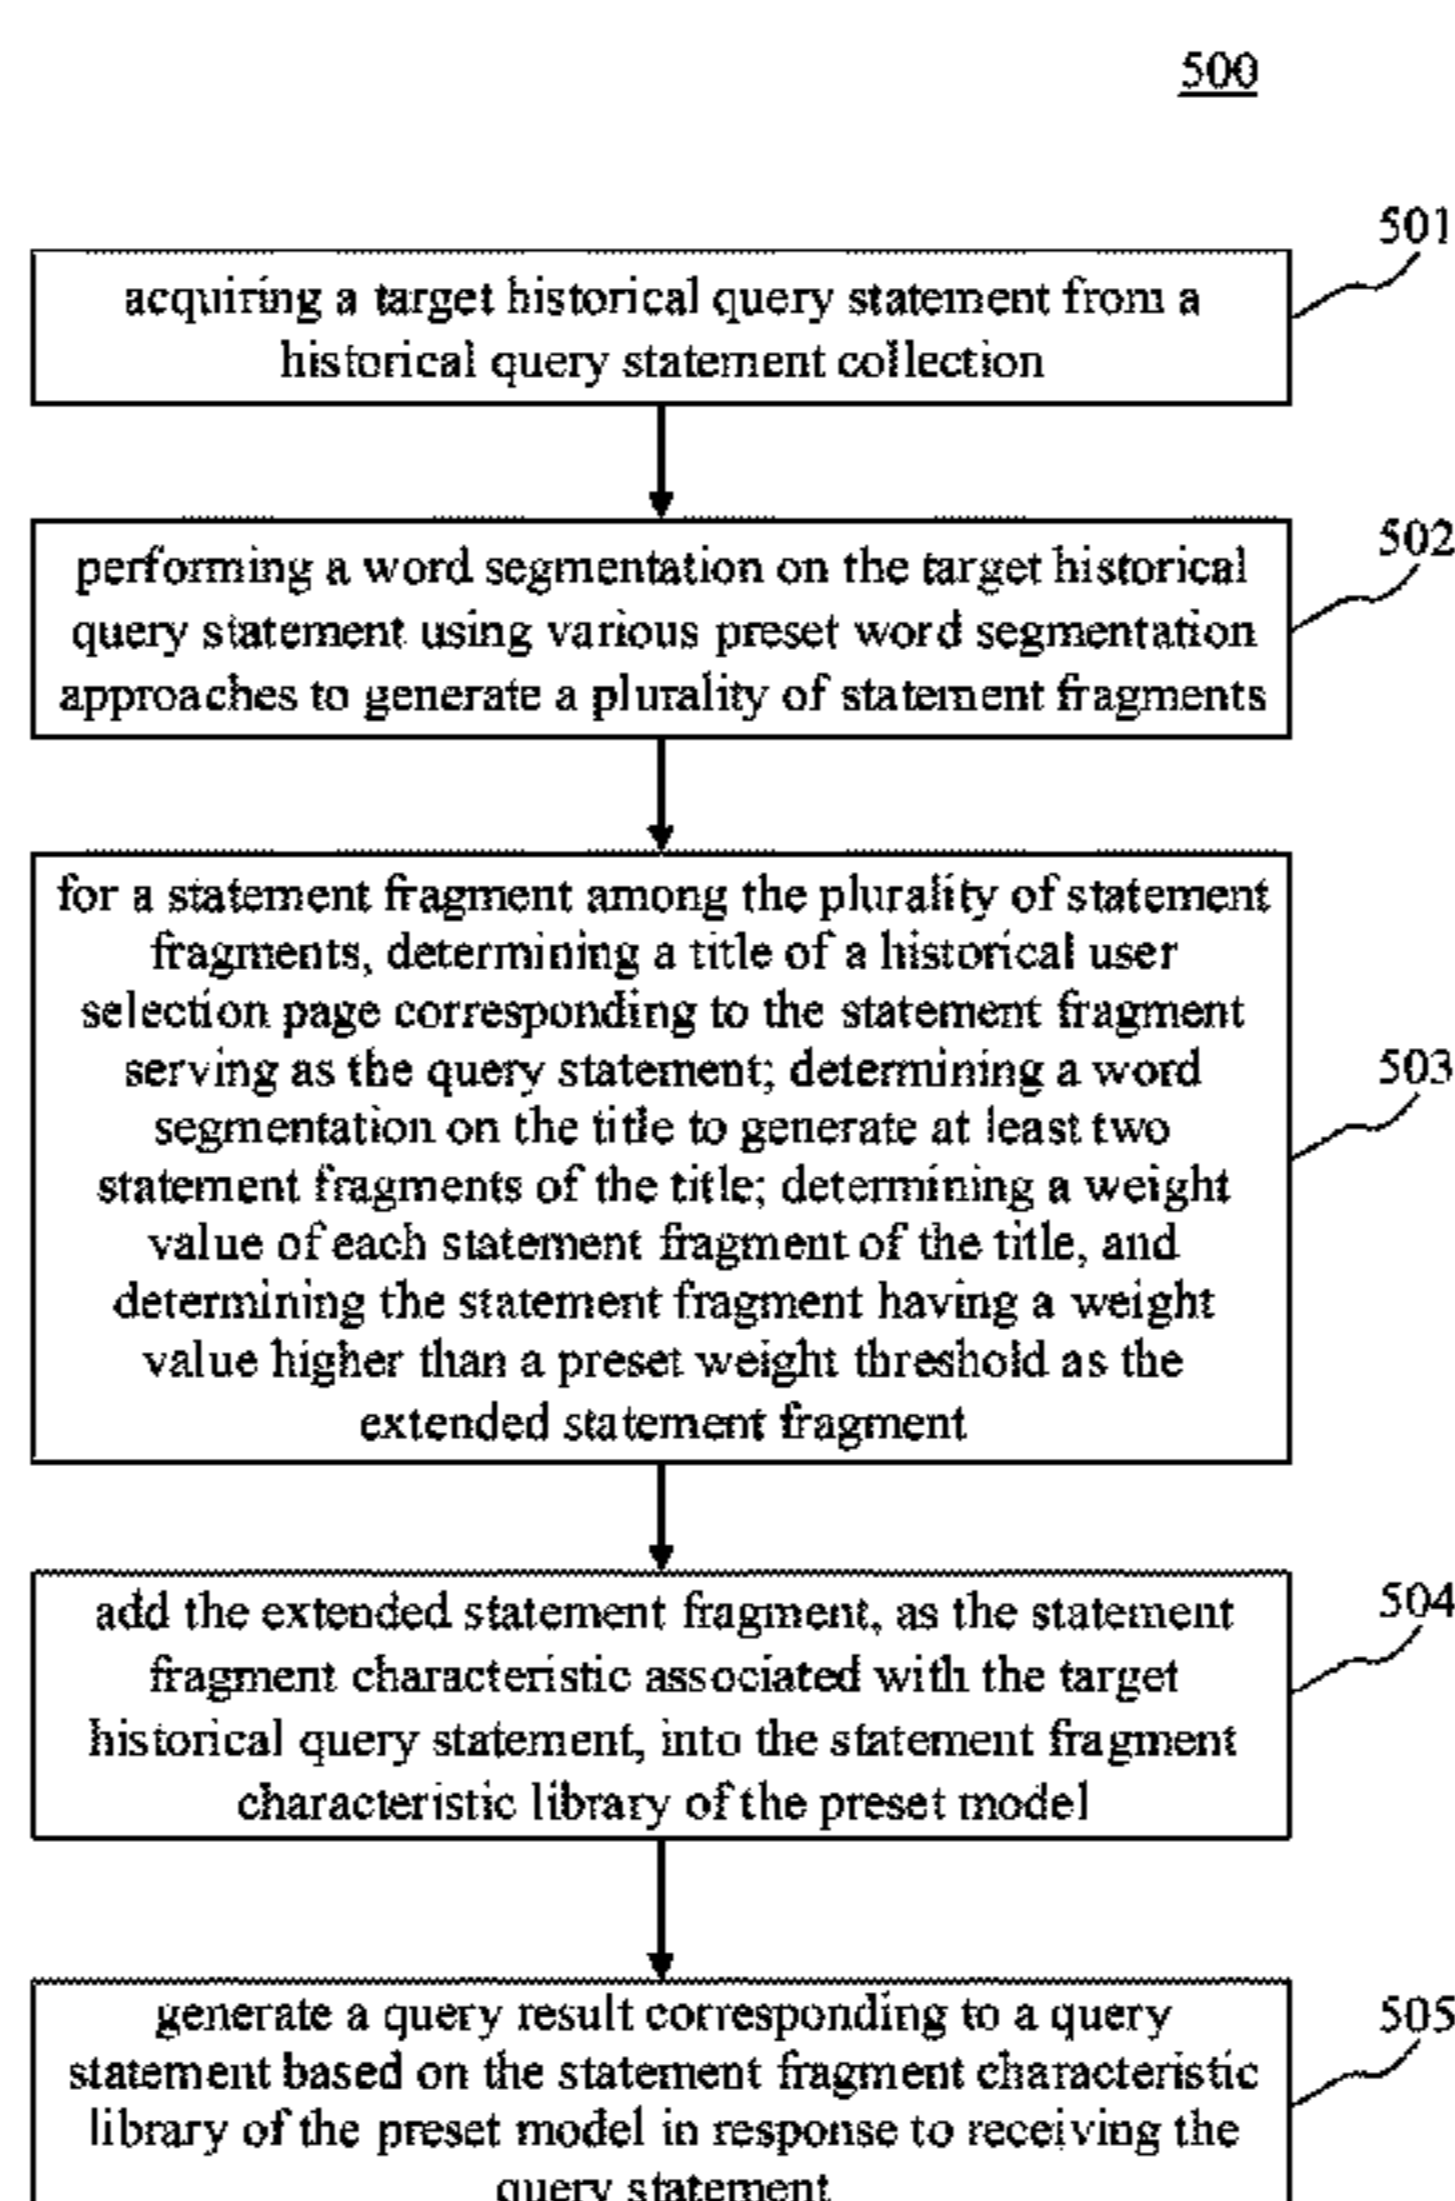 500
501
acquiring a target historical query statement from a
historical query statement collection
502
performing a word segmentation on the target historical
query statement using various preset word segmentation
approaches to generate a plurality of statement fragments
503
for a statement fragment among the plurality of statement
fragments, determining a title of a historical user
selection page corresponding to the statement fragment
serving as the query statement; determining a word
segmentation on the title to generate at least two
statement fragments of the title; determining a weight
value of each statement fragment of the title, and
determining the statement fragment having a weight
value higher than a preset weight threshold as the
extended statement fragment
504
add the extended statement fragment, as the statement
fragment characteristic associated with the target
historical query statement, into the statement fragment
characteristic library of the preset model
505
generate a query result corresponding to a query
statement based on the statement fragment characteristic
library of the preset model in response to receiving the
query statement